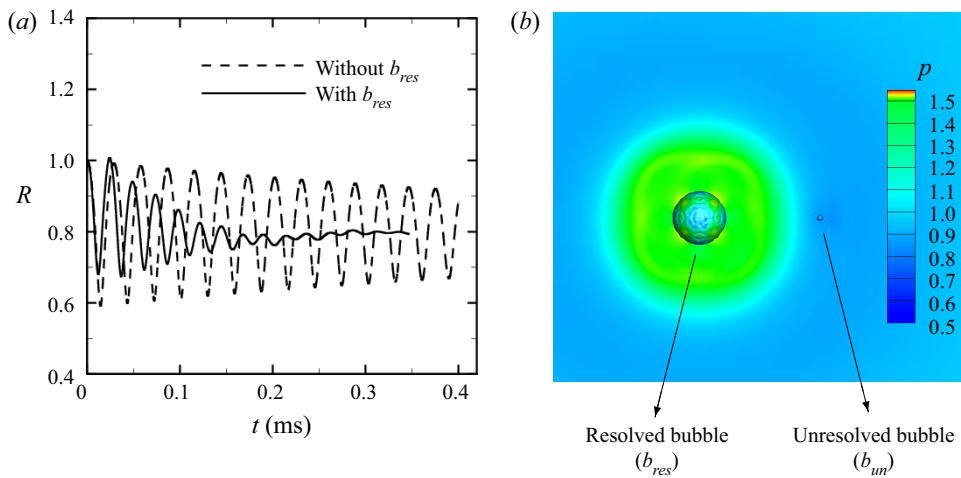 (a)
1.4
1.2
1.0
R
0.8
0.6
0.4
0
0.1
0.2
0.3
0.4
t (ms)
Without b_res
With b_res
(b)
p
1.5
1.4
1.3
1.2
1.1
1.0
0.9
0.8
0.7
0.6
0.5
Resolved bubble
(b_res)
Unresolved bubble
(b_un)